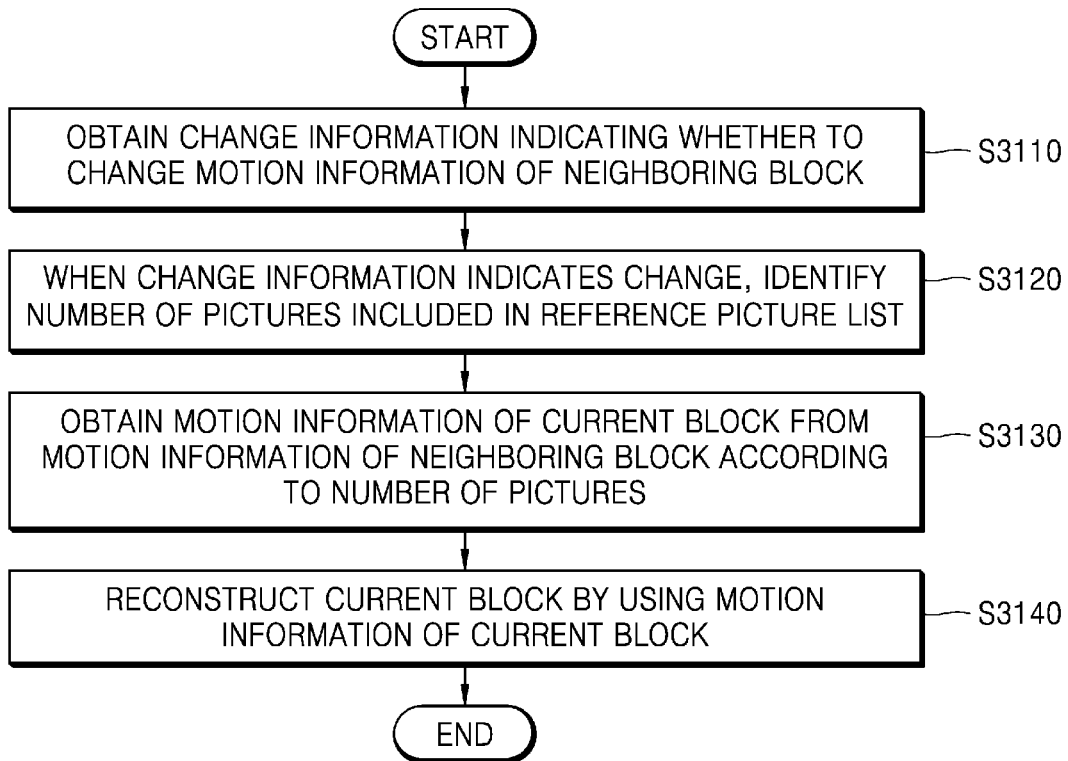 START
OBTAIN CHANGE INFORMATION INDICATING WHETHER TO
CHANGE MOTION INFORMATION OF NEIGHBORING BLOCK
S3110
WHEN CHANGE INFORMATION INDICATES CHANGE, IDENTIFY
NUMBER OF PICTURES INCLUDED IN REFERENCE PICTURE LIST
S3120
OBTAIN MOTION INFORMATION OF CURRENT BLOCK FROM
MOTION INFORMATION OF NEIGHBORING BLOCK ACCORDING
TO NUMBER OF PICTURES
S3130
RECONSTRUCT CURRENT BLOCK BY USING MOTION
INFORMATION OF CURRENT BLOCK
S3140
END